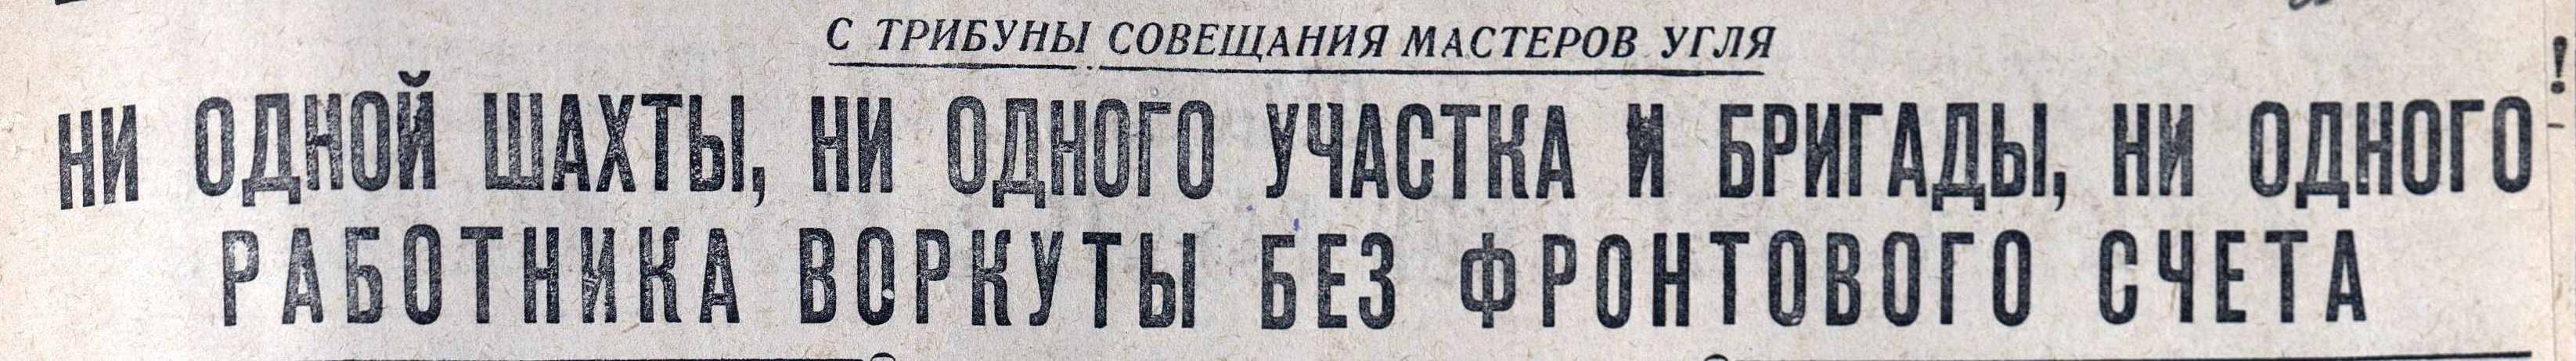 С ТРИБУНЫ СОВЕЩАНИЯ МАСТЕРОВ УГЛЯ
НИ ОДНОЙ ШАХТЫ, НИ ОДНОГО УЧАСТКА И БРИГАДЫ, НИ ОДНОГО
РАБОТНИКА ВОРКУТЫ БЕЗ ФРОНТОВОГО СЧЕТА
!